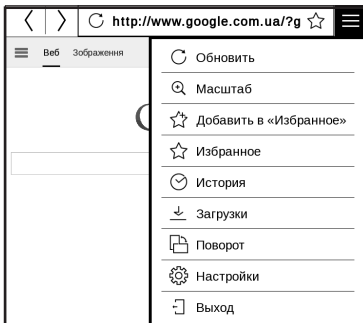 http://www.google.com.ua/?g
Веб Зображення
Обновить
Масштаб
Добавить в «Избранное»
Избранное
История
Загрузки
Поворот
Настройки
Выход